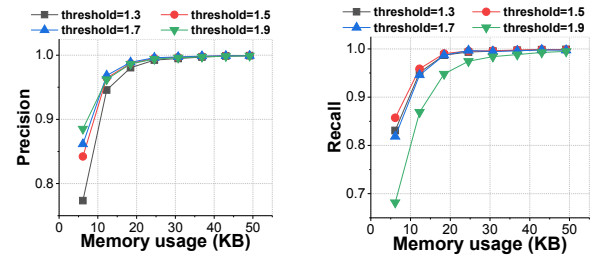 threshold=1.3 threshold=1.5
threshold=1.7 threshold=1.9
1.0
0.9
0.8
Precision
0 10 20 30 40 50
Memory usage (KB)
threshold=1.3 threshold=1.5
threshold=1.7 threshold=1.9
1.0
0.9
0.8
0.7
Recall
0 10 20 30 40 50
Memory usage (KB)